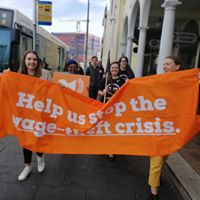 Help us stop the
wage-theft crisis.